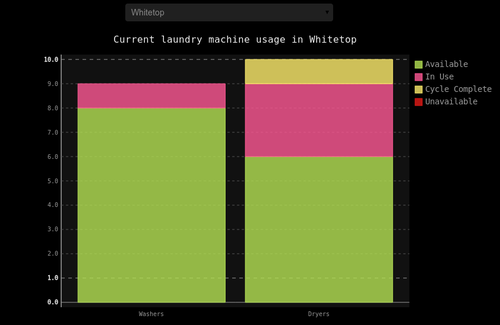 Whitetop
Current laundry machine usage in Whitetop
10.0
9.0
8.0
7.0
6.0
5.0
4.0
3.0
2.0
1.0
0.0
Washers
Dryers
Available
In Use
Cycle Complete
Unavailable